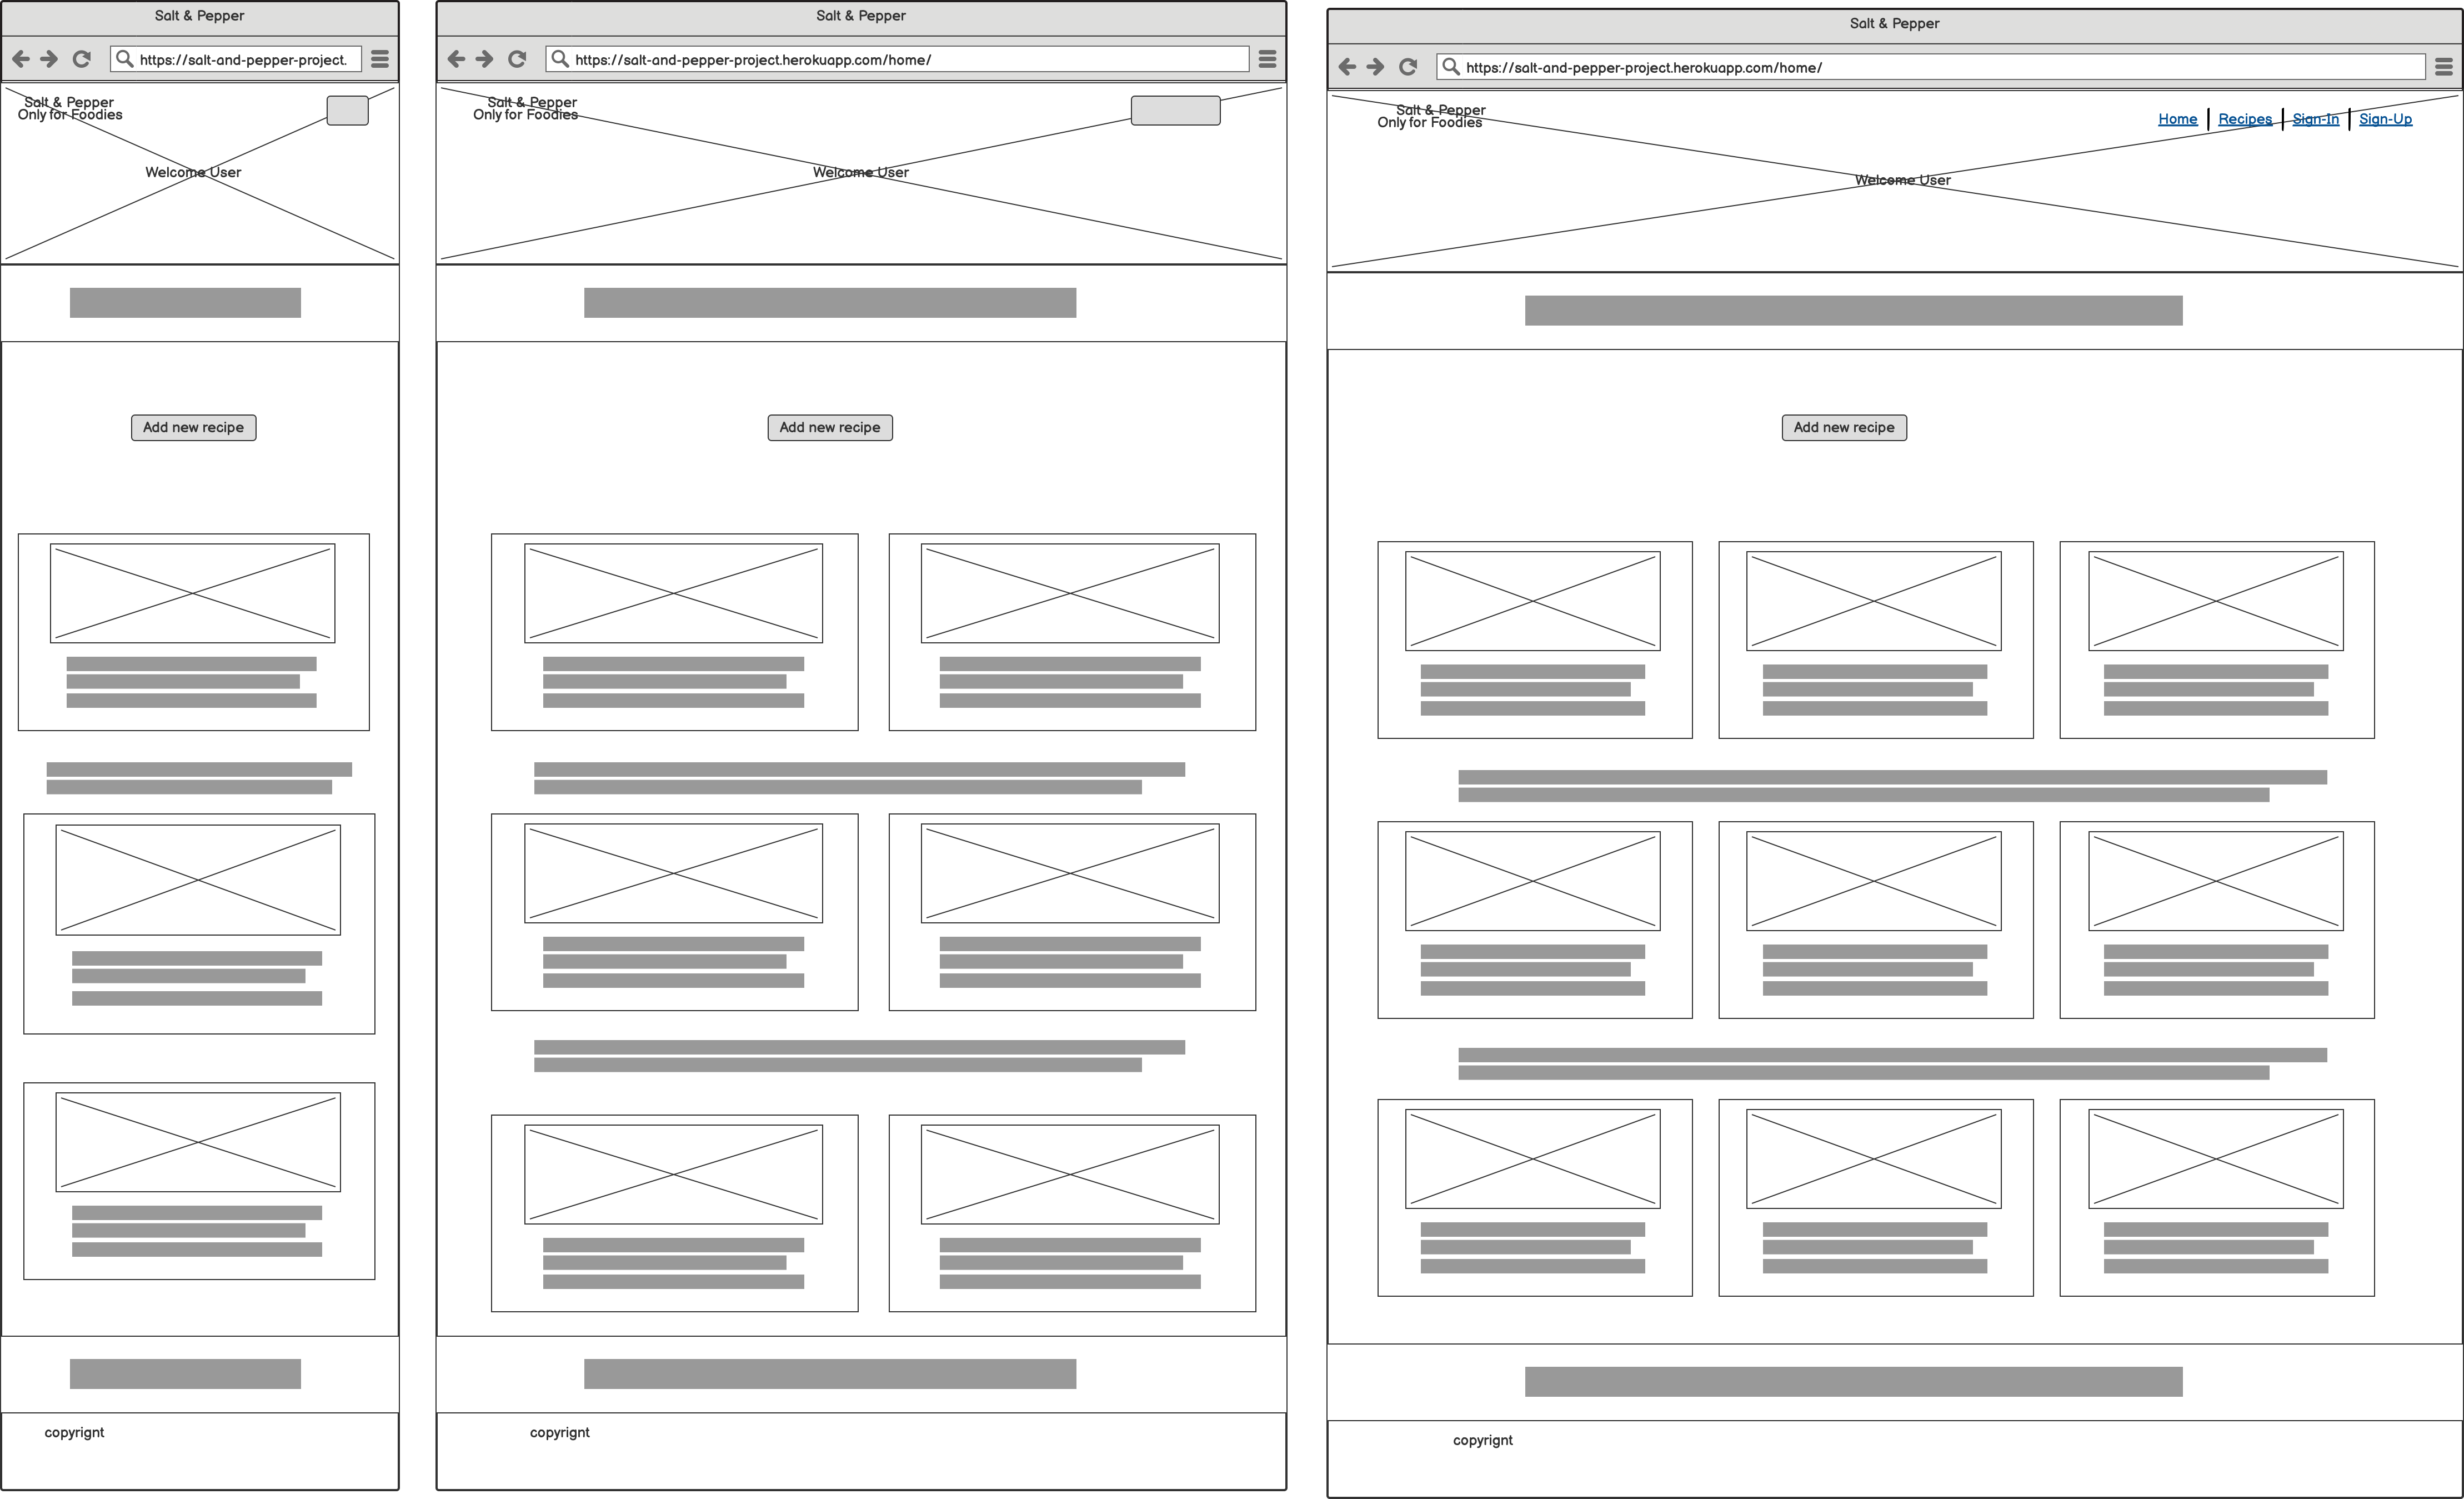 Salt & Pepper
https://salt-and-pepper-project.
Salt & Pepper
Only for Foodies
Welcome User
Add new recipe
copyrignt
Salt & Pepper
https://salt-and-pepper-project.herokuapp.com/home/
Salt & Pepper
Only for Foodies
Welcome User
Add new recipe
copyrignt
Salt & Pepper
https://salt-and-pepper-project.herokuapp.com/home/
Salt & Pepper
Only for Foodies
Home | Recipes | Sign-In | Sign-Up
Welcome User
Add new recipe
copyrignt